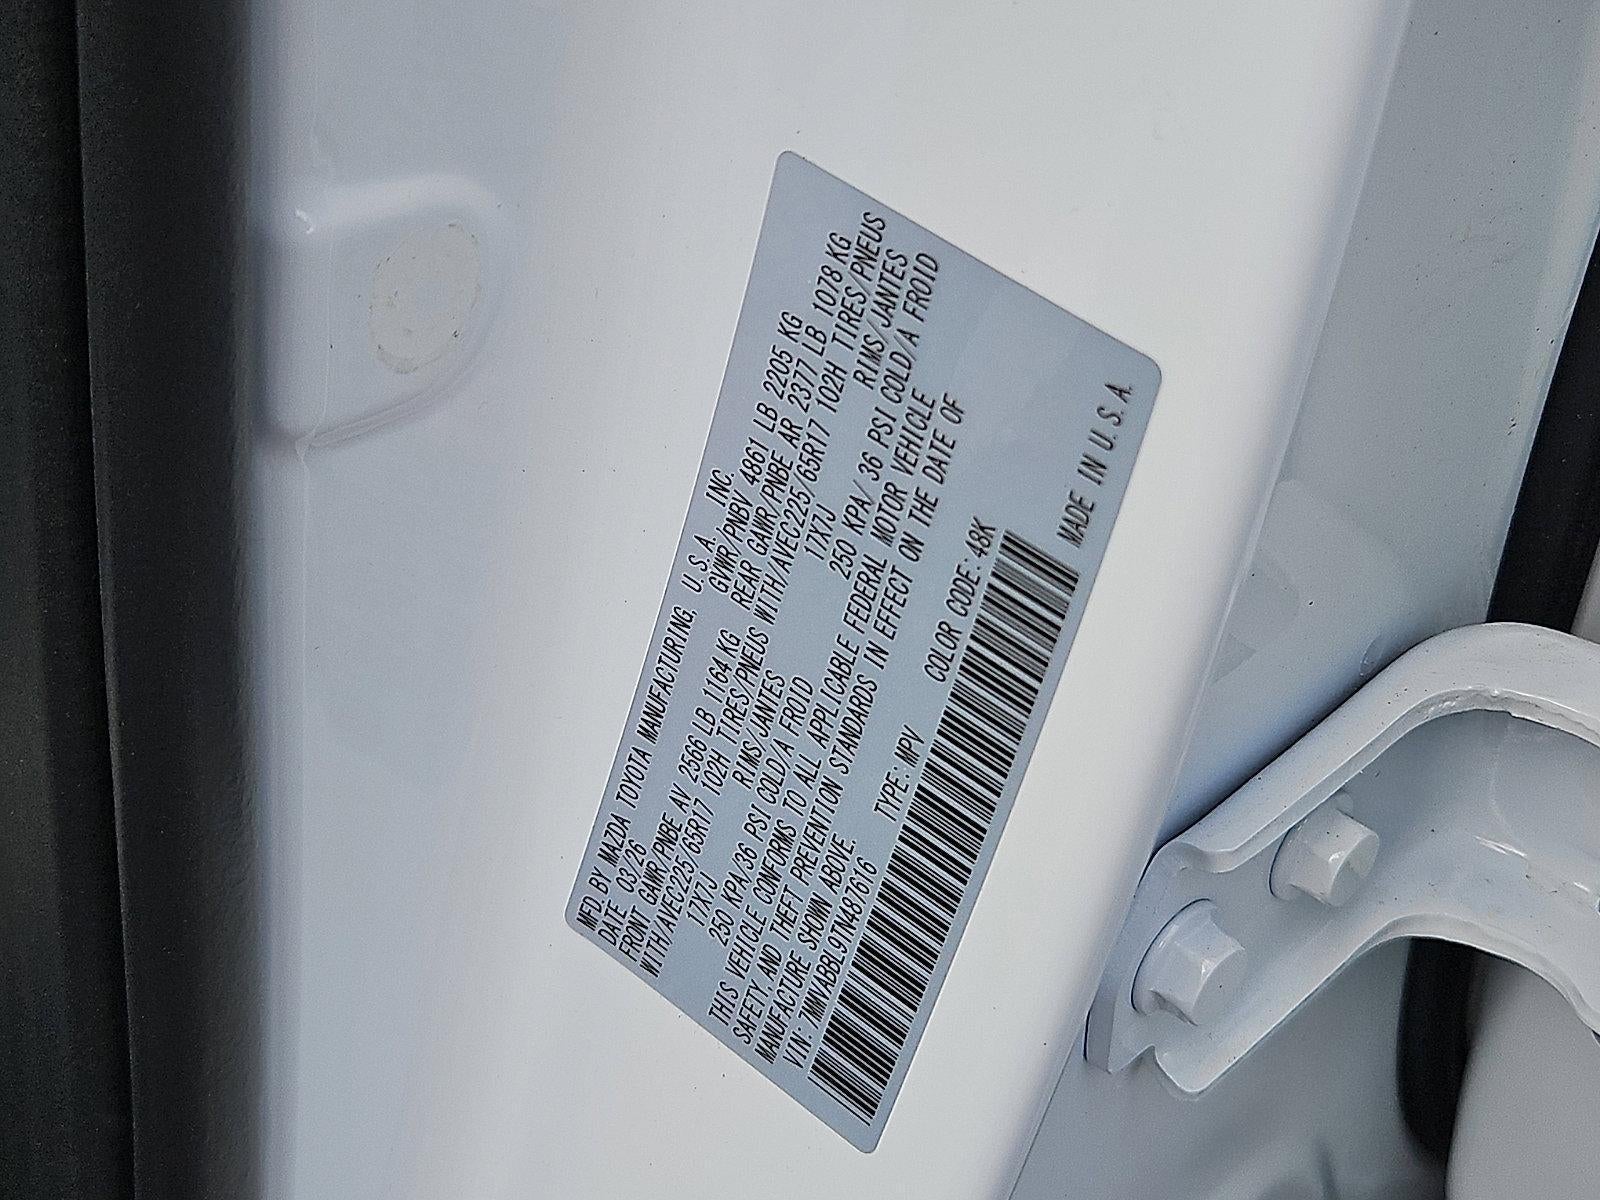 MFD. BY MAZDA TOYOTA MANUFACTURING, U.S.A. INC.
DATE 03/26 GVWR/PNBV 4861 LB 2205 KG
FRONT GAWR/PNBE AV 2566 LB 1164 KG REAR GAWR/PNBE AR 2377 LB 1078 KG
WITH/AVEC225/65R17 102H TIRES/PNEUS WITH/AVEC225/65R17 102H TIRES/PNEUS
17X7J RIMS/JANTES 17X7J RIMS/JANTES
250 KPA/36 PSI COLD/A FROID 250 KPA/ 36 PSI COLD/A FROID
THIS VEHICLE CONFORMS TO ALL APPLICABLE FEDERAL MOTOR VEHICLE
SAFETY, AND THEFT PREVENTION STANDARDS IN EFFECT ON THE DATE OF
MANUFACTURE SHOWN ABOVE.
VIN: 7MMVABBL9TN487616 TYPE: MPV COLOR CODE: 48K
MADE IN U.S.A.